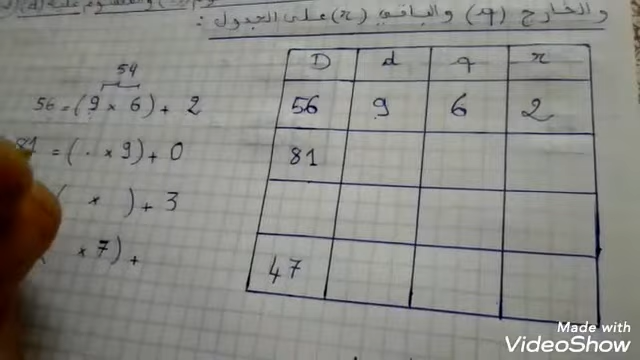 والخارج (q) والباقي (r) على الجدول :
54
56 = (9 × 6) + 2
81 = ( . × 9) + 0
( × ) + 3
( × 7) +
D d q r
56 9 6 2
81
47
Made with
VideoShow